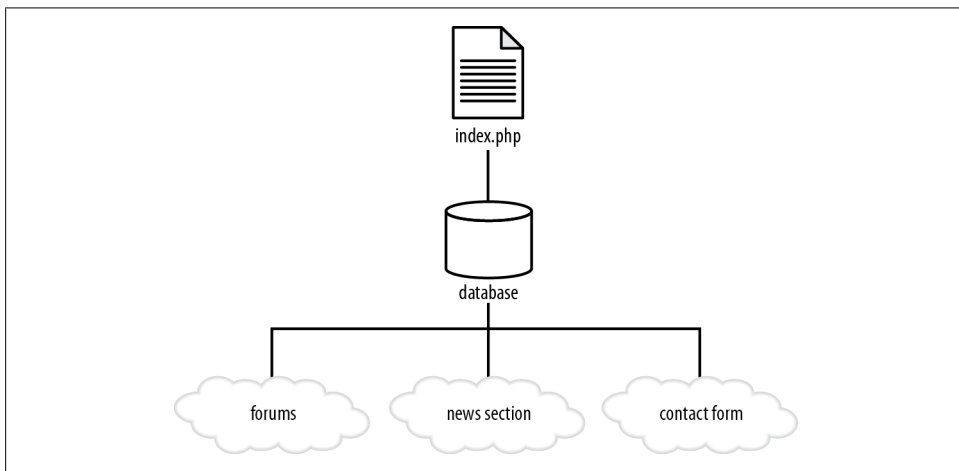 index.php
database
forums
news section
contact form